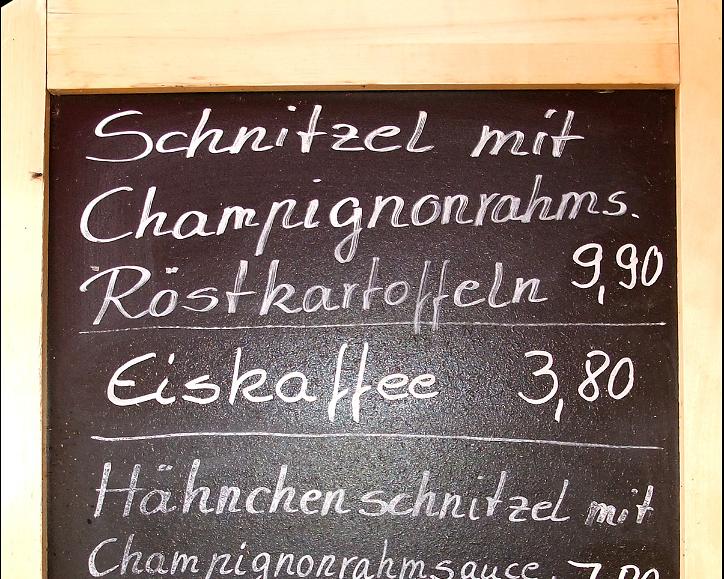 Schnitzel mit
Champignonrahms.
Röstkartoffeln 9,90
Eiskaffee 3,80
Hähnchenschnitzel mit
Champignonrahmsauce.